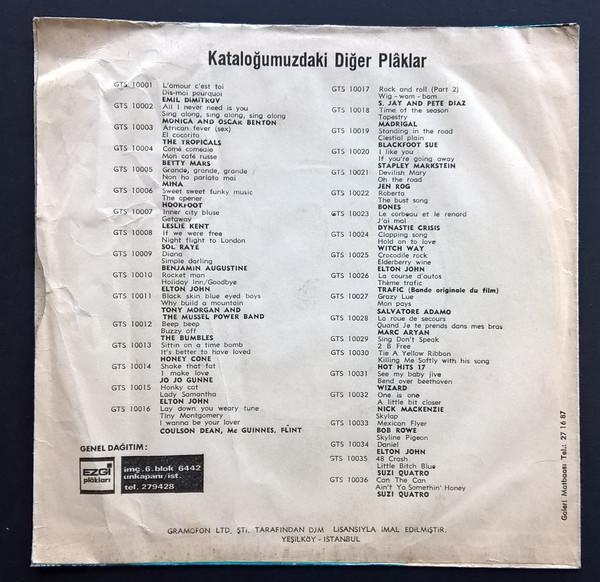 Kataloğumuzdaki Diğer Plâklar
GTS 10001 L'amour c'est toi
Dis-moi pourquoi
EMIL DIMITROV
GTS 10002 All I never need is you
Sing along, sing along, sing along
MONICA AND OSCAR BENTON
GTS 10003 African fever (sex)
El cocorito
THE TROPICALS
GTS 10004 Comé comedie
Mon café russe
BETTY MARS
GTS 10005 Grande, grande, grande
Non ho parlato mai
MINA
GTS 10006 Sweet sweet funky music
The opener
HOOKFOOT
GTS 10007 Inner city bluse
Getaway
LESLIE KENT
GTS 10008 If we were free
Night flight to London
SOL RAYE
GTS 10009 Diana
Simple darling
BENJAMIN AUGUSTINE
GTS 10010 Rocket man
Holiday Inn/Goodbye
ELTON JOHN
GTS 10011 Black skin blue eyed boys
Why build a mountain
TONY MORGAN AND
THE MUSSEL POWER BAND
GTS 10012 Beep beep
Buzzy off
THE BUMBLES
GTS 10013 Sittin on a time bomb
It's better to have loved
HONEY CONE
GTS 10014 Shake that fat
I make love
JO JO GUNNE
GTS 10015 Honky cat
Lady Samantha
ELTON JOHN
GTS 10016 Lay down you weary tune
Tiny Montgomery
I wanna be your lover
COULSON DEAN, Mc GUINNES, FLINT
GTS 10017 Rock and roll (Part 2)
Wig - wam - bam
S. JAY AND PETE DIAZ
GTS 10018 Time of the season
Tapestry
MADRIGAL
GTS 10019 Standing in the road
Clestial plain
BLACKFOOT SUE
GTS 10020 I like you
If you're going away
STAPLEY MARKSTEIN
GTS 10021 Devilish Mary
Oh the road
JEN ROG
GTS 10022 Roberta
The bust song
BONES
GTS 10023 Le corbeau et le renard
J'ai mal
DYNASTIE CRISIS
GTS 10024 Clapping song
Hold on to love
WITCH WAY
GTS 10025 Crocodile rock
Elderberry wine
ELTON JOHN
GTS 10026 La course d'autos
Thème trafic
TRAFIC (Bande originale du film)
GTS 10027 Grazy Lue
Mon pays
SALVATORE ADAMO
GTS 10028 La roue de secours
Quand Je te prends dans mes bras
MARC ARYAN
GTS 10029 Sing Don't Speak
2 B Free
GTS 10030 Tie A Yellow Ribbon
Killing Me Softly with his song
HOT HITS 17
GTS 10031 See my baby jive
Bend over beethoven
WIZARD
GTS 10032 One is one
A little bit closer
NICK MACKENZIE
Skylap
GTS 10033 Mexican Flyer
BOB ROWE
Skyline Pigeon
GTS 10034 Daniel
ELTON JOHN
GTS 10035 48 Crash
Little Bitch Blue
SUZI QUATRO
GTS 10036 Can The Can
Ain't Ya Somethin' Honey
SUZI QUATRO
GENEL DAĞITIM :
EZGİ
plâkları
imç. 6. blok 6442
unkapanı/ist.
tel. 279428
GRAMOFON LTD, ŞTİ. TARAFINDAN DJM LİSANSIYLA İMAL EDİLMİŞTİR.
YEŞİLKÖY - İSTANBUL
Galeri Matbaası Tel.: 27 16 87